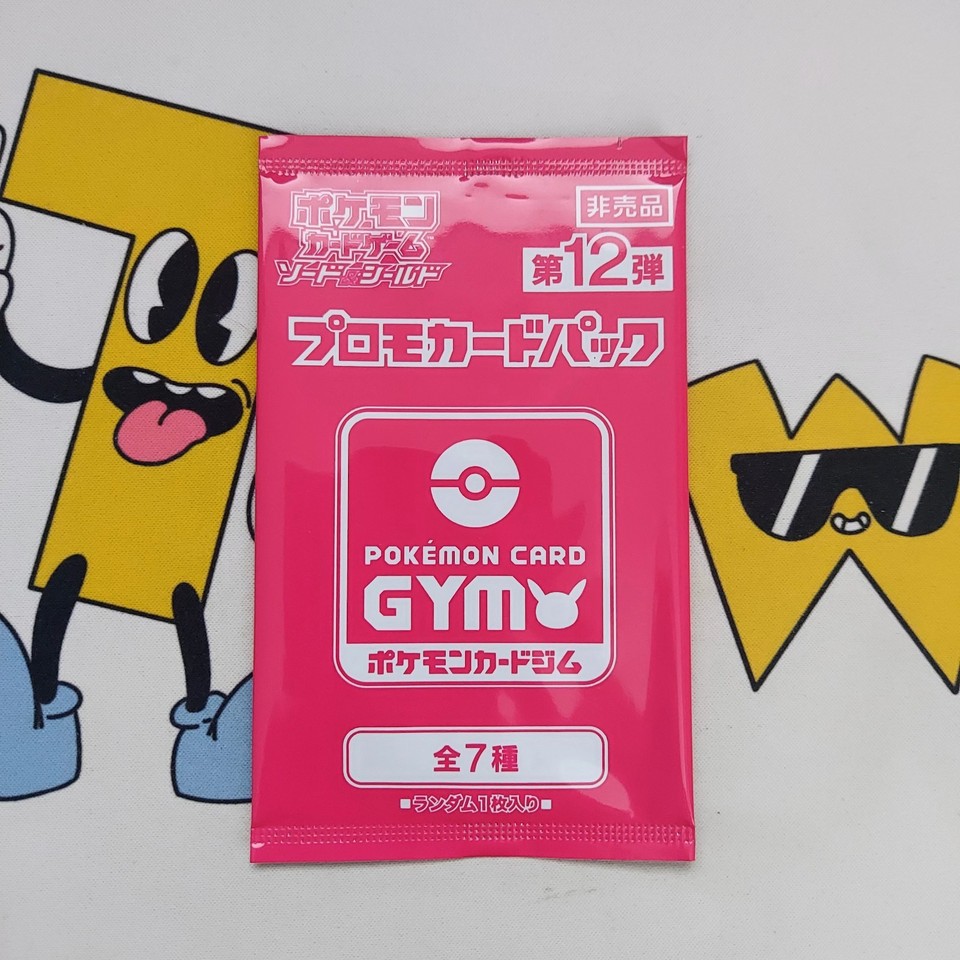 ポケモン
カードゲーム
ソード&シールド
非売品
第12弾
プロモカードパック
POKÉMON CARD
GYM
ポケモンカードジム
全7種
■ランダム1枚入り■